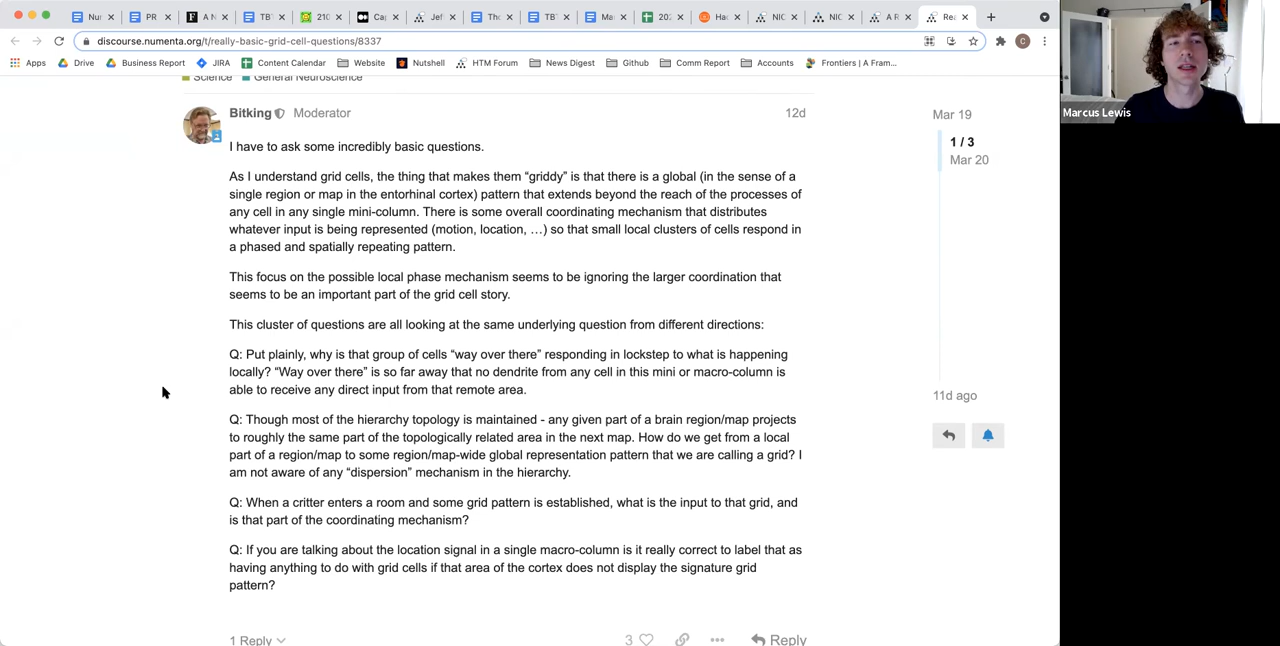 Nur
PR
A N
TBT
210
Cap
Jef
Tho
TBT
Ma
202
Hac
NIC
NIC
A R
Rea
discourse.numenta.org/t/really-basic-grid-cell-questions/8337
C
Apps
Drive
Business Report
JIRA
Content Calendar
Website
Nutshell
HTM Forum
News Digest
Github
Comm Report
Accounts
Frontiers | A Fram...
Marcus Lewis
Science
General Neuroscience
Bitking Moderator 12d
I have to ask some incredibly basic questions.
As I understand grid cells, the thing that makes them “griddy” is that there is a global (in the sense of a
single region or map in the entorhinal cortex) pattern that extends beyond the reach of the processes of
any cell in any single mini-column. There is some overall coordinating mechanism that distributes
whatever input is being represented (motion, location, …) so that small local clusters of cells respond in
a phased and spatially repeating pattern.
This focus on the possible local phase mechanism seems to be ignoring the larger coordination that
seems to be an important part of the grid cell story.
This cluster of questions are all looking at the same underlying question from different directions:
Q: Put plainly, why is that group of cells “way over there” responding in lockstep to what is happening
locally? “Way over there” is so far away that no dendrite from any cell in this mini or macro-column is
able to receive any direct input from that remote area.
Q: Though most of the hierarchy topology is maintained - any given part of a brain region/map projects
to roughly the same part of the topologically related area in the next map. How do we get from a local
part of a region/map to some region/map-wide global representation pattern that we are calling a grid? I
am not aware of any “dispersion” mechanism in the hierarchy.
Q: When a critter enters a room and some grid pattern is established, what is the input to that grid, and
is that part of the coordinating mechanism?
Q: If you are talking about the location signal in a single macro-column is it really correct to label that as
having anything to do with grid cells if that area of the cortex does not display the signature grid
pattern?
1 Reply
3
Reply
Mar 19
1 / 3
Mar 20
11d ago